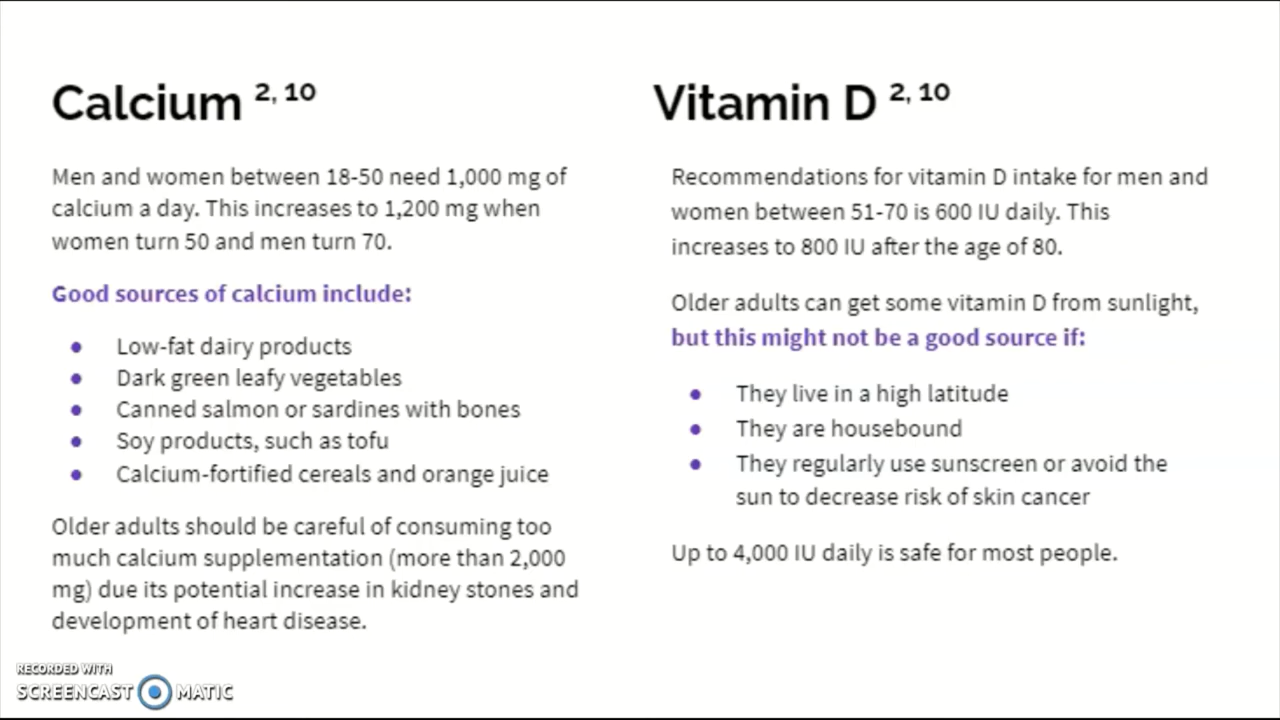 Calcium 2, 10
Men and women between 18-50 need 1,000 mg of
calcium a day. This increases to 1,200 mg when
women turn 50 and men turn 70.
Good sources of calcium include:
● Low-fat dairy products
● Dark green leafy vegetables
● Canned salmon or sardines with bones
● Soy products, such as tofu
● Calcium-fortified cereals and orange juice
Older adults should be careful of consuming too
much calcium supplementation (more than 2,000
mg) due its potential increase in kidney stones and
development of heart disease.
Vitamin D 2, 10
Recommendations for vitamin D intake for men and
women between 51-70 is 600 IU daily. This
increases to 800 IU after the age of 80.
Older adults can get some vitamin D from sunlight,
but this might not be a good source if:
● They live in a high latitude
● They are housebound
● They regularly use sunscreen or avoid the
sun to decrease risk of skin cancer
Up to 4,000 IU daily is safe for most people.
RECORDED WITH
SCREENCAST MATIC